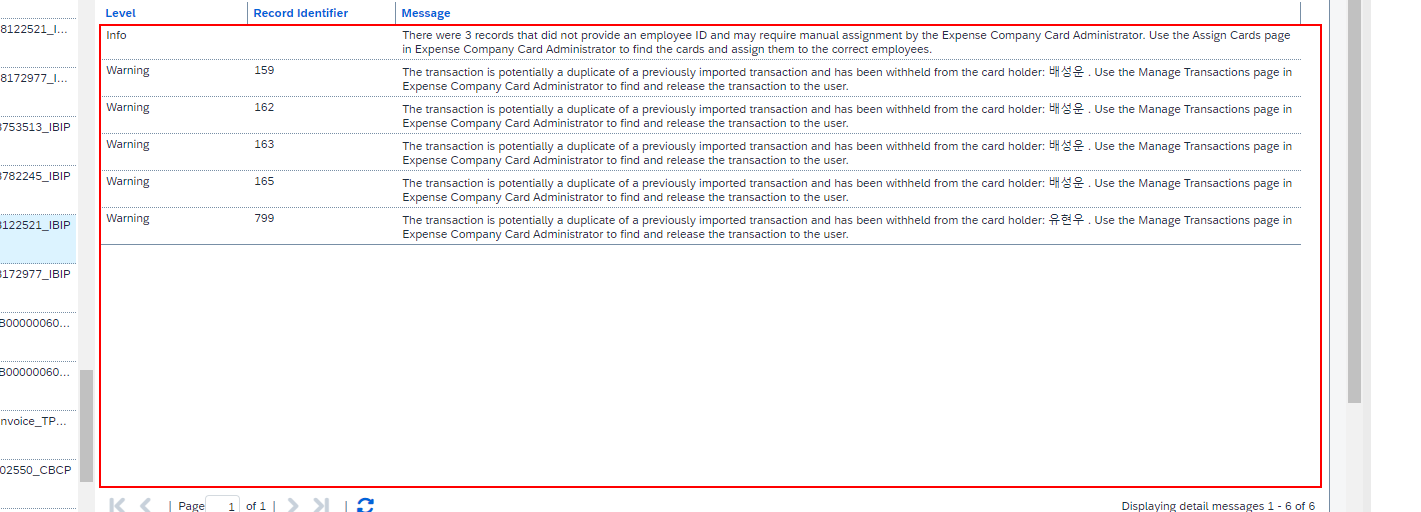 Level Record Identifier Message
8122521_I...
8172977_I...
3753513_IBIP
3782245_IBIP
3122521_IBIP
3172977_IBIP
B00000060...
B00000060...
nvoice_TP...
02550_CBCP
Info There were 3 records that did not provide an employee ID and may require manual assignment by the Expense Company Card Administrator. Use the Assign Cards page
in Expense Company Card Administrator to find the cards and assign them to the correct employees.
Warning 159 The transaction is potentially a duplicate of a previously imported transaction and has been withheld from the card holder: 배성운 . Use the Manage Transactions page in
Expense Company Card Administrator to find and release the transaction to the user.
Warning 162 The transaction is potentially a duplicate of a previously imported transaction and has been withheld from the card holder: 배성운 . Use the Manage Transactions page in
Expense Company Card Administrator to find and release the transaction to the user.
Warning 163 The transaction is potentially a duplicate of a previously imported transaction and has been withheld from the card holder: 배성운 . Use the Manage Transactions page in
Expense Company Card Administrator to find and release the transaction to the user.
Warning 165 The transaction is potentially a duplicate of a previously imported transaction and has been withheld from the card holder: 배성운 . Use the Manage Transactions page in
Expense Company Card Administrator to find and release the transaction to the user.
Warning 799 The transaction is potentially a duplicate of a previously imported transaction and has been withheld from the card holder: 유현우 . Use the Manage Transactions page in
Expense Company Card Administrator to find and release the transaction to the user.
| Page 1 of 1 | | Displaying detail messages 1 - 6 of 6